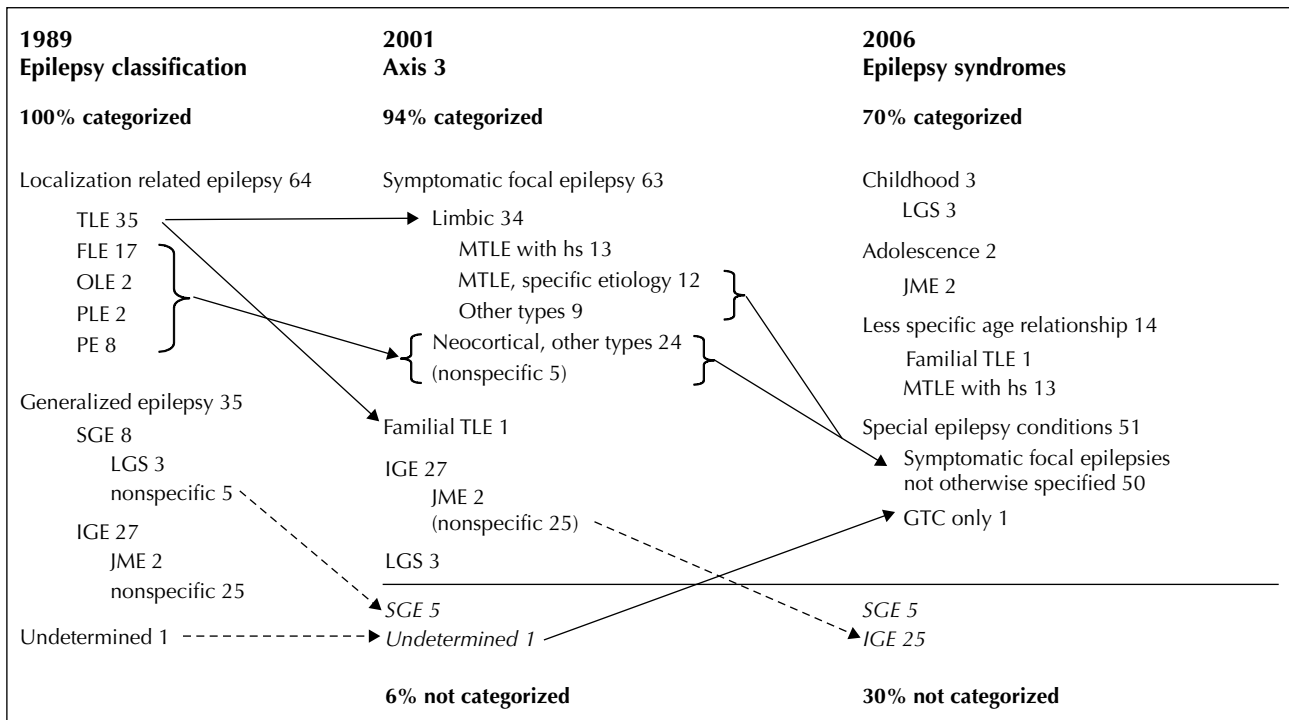 1989
Epilepsy classification
100% categorized
Localization related epilepsy 64
TLE 35
FLE 17
OLE 2
PLE 2
PE 8
Generalized epilepsy 35
SGE 8
LGS 3
nonspecific 5
IGE 27
JME 2
nonspecific 25
Undetermined 1
2001
Axis 3
94% categorized
Symptomatic focal epilepsy 63
Limbic 34
MTLE with hs 13
MTLE, specific etiology 12
Other types 9
Neocortical, other types 24
(nonspecific 5)
Familial TLE 1
IGE 27
JME 2
(nonspecific 25)
LGS 3
SGE 5
Undetermined 1
6% not categorized
2006
Epilepsy syndromes
70% categorized
Childhood 3
LGS 3
Adolescence 2
JME 2
Less specific age relationship 14
Familial TLE 1
MTLE with hs 13
Special epilepsy conditions 51
Symptomatic focal epilepsies
not otherwise specified 50
GTC only 1
SGE 5
IGE 25
30% not categorized